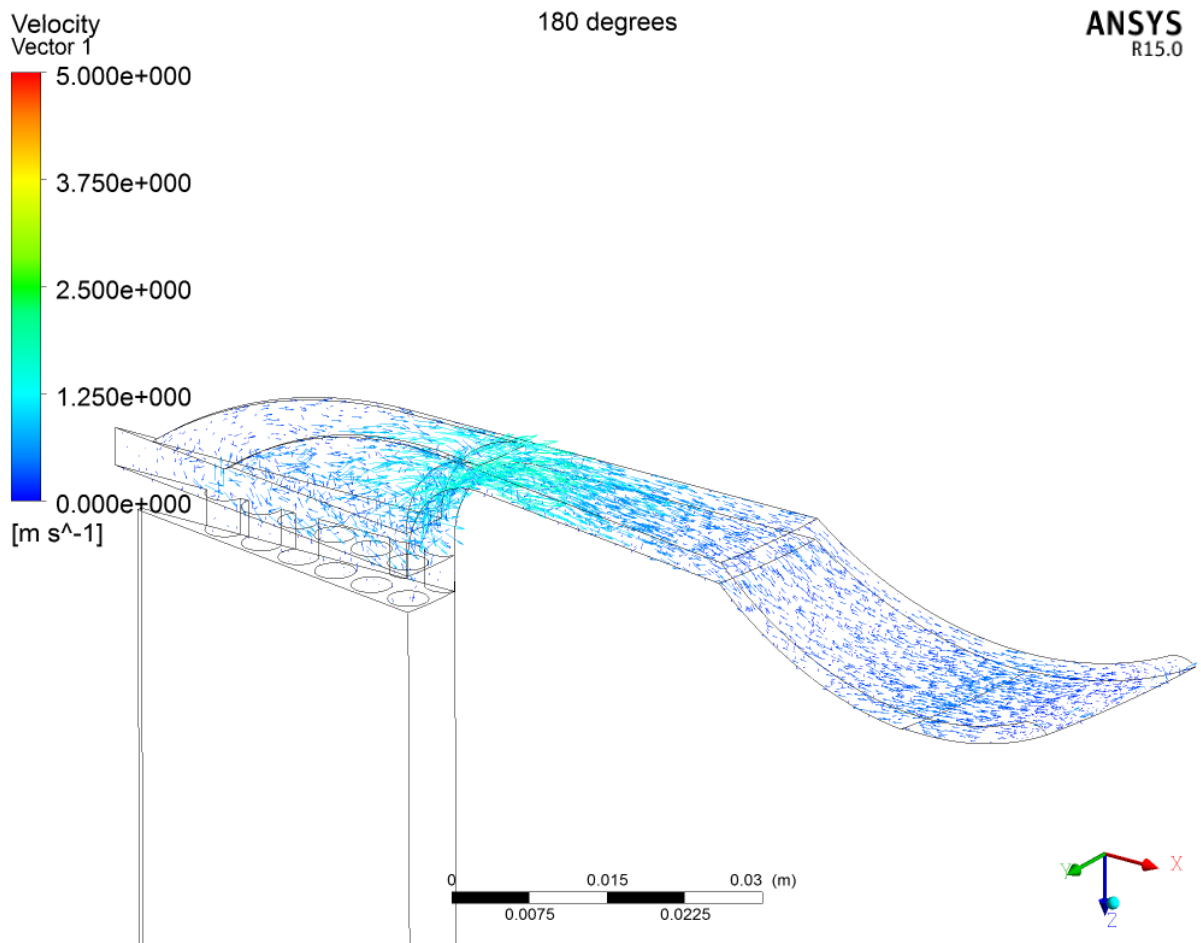 Velocity
Vector 1
180 degrees
ANSYS
R15.0
5.000e+000
3.750e+000
2.500e+000
1.250e+000
0.000e+000
[m s^-1]
0 0.015 0.03 (m)
0.0075 0.0225
Y X
Z